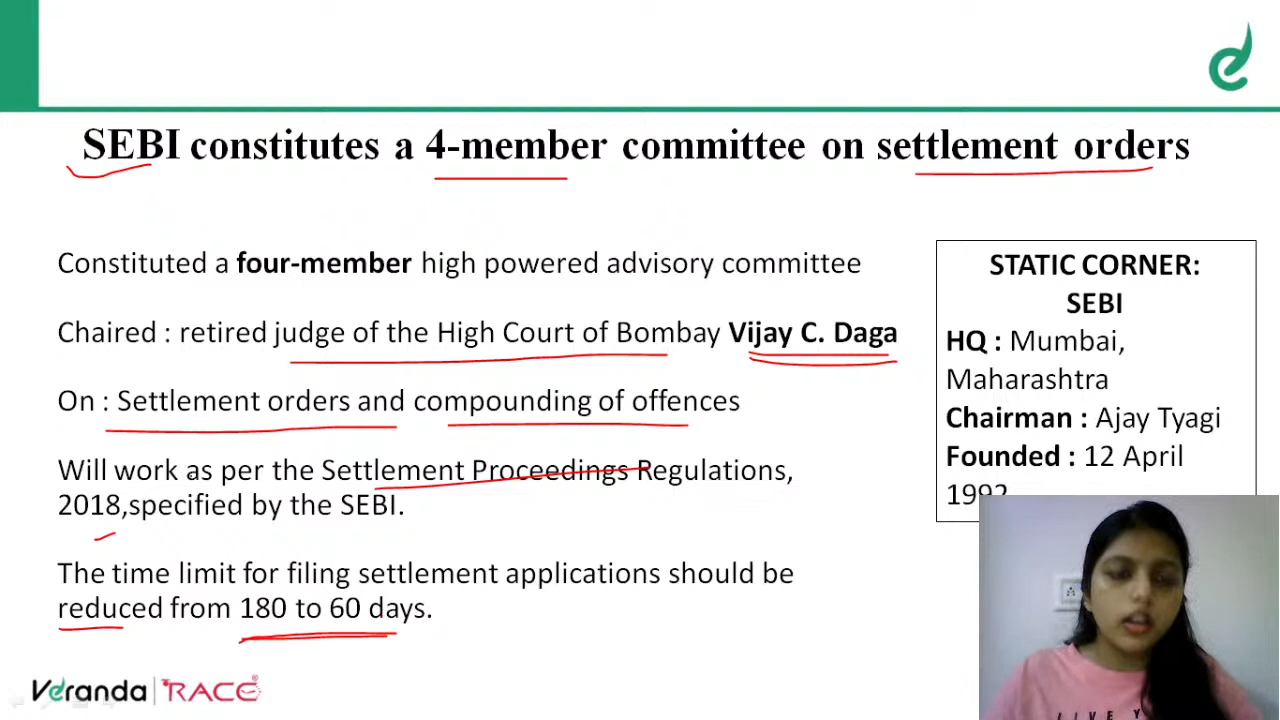 SEBI constitutes a 4-member committee on settlement orders
Constituted a four-member high powered advisory committee
Chaired : retired judge of the High Court of Bombay Vijay C. Daga
On : Settlement orders and compounding of offences
Will work as per the Settlement Proceedings Regulations,
2018,specified by the SEBI.
The time limit for filing settlement applications should be
reduced from 180 to 60 days.
STATIC CORNER:
SEBI
HQ : Mumbai,
Maharashtra
Chairman : Ajay Tyagi
Founded : 12 April
1992
Veranda RACE
LIVE